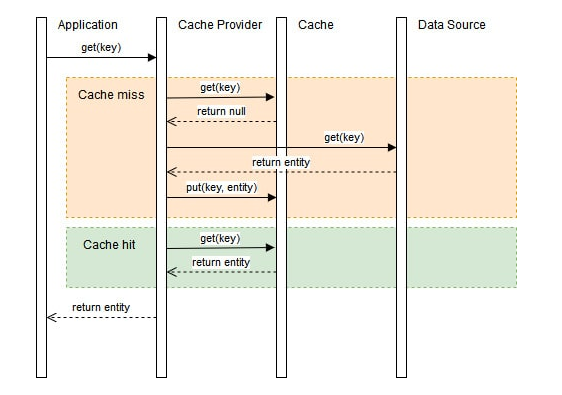 Application
Cache Provider
Cache
Data Source
get(key)
Cache miss
get(key)
return null
get(key)
return entity
put(key, entity)
Cache hit
get(key)
return entity
return entity